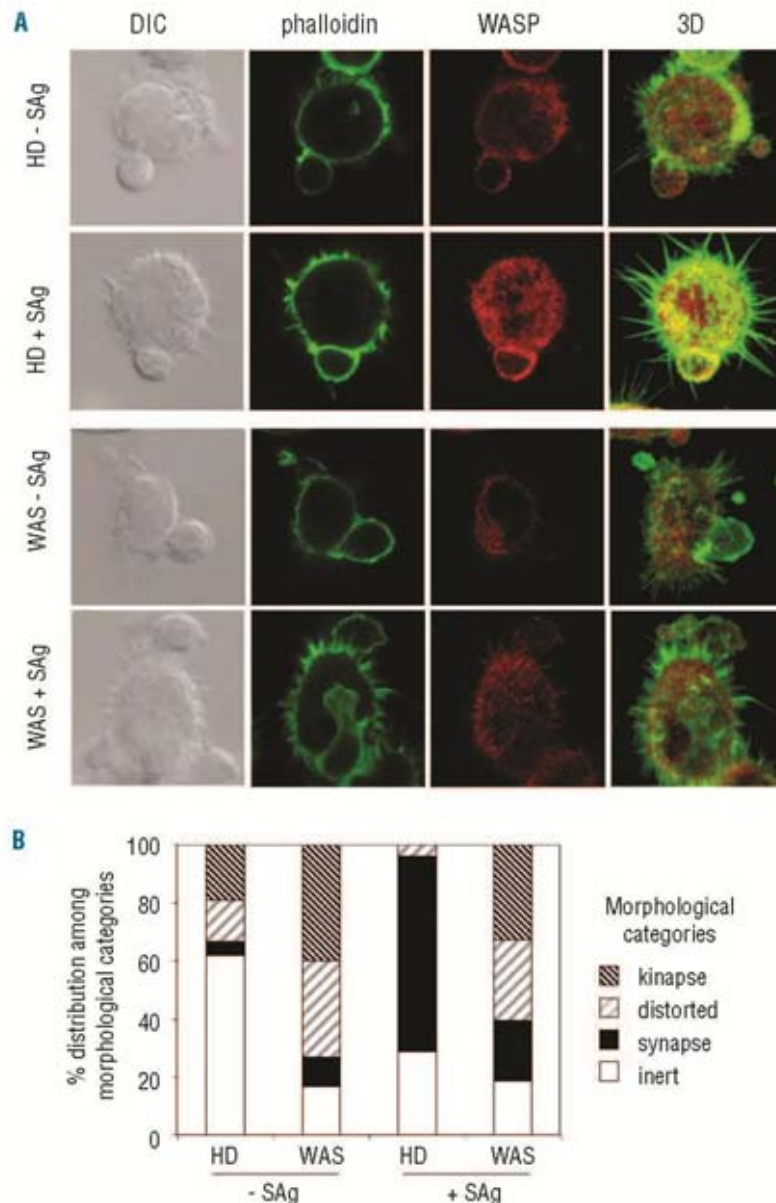 A
DIC phalloidin WASP 3D
HD - SAg
HD + SAg
WAS - SAg
WAS + SAg
B
% distribution among
morphological categories
100
80
60
40
20
0
HD WAS HD WAS
- SAg + SAg
Morphological
categories
kinapse
distorted
synapse
inert